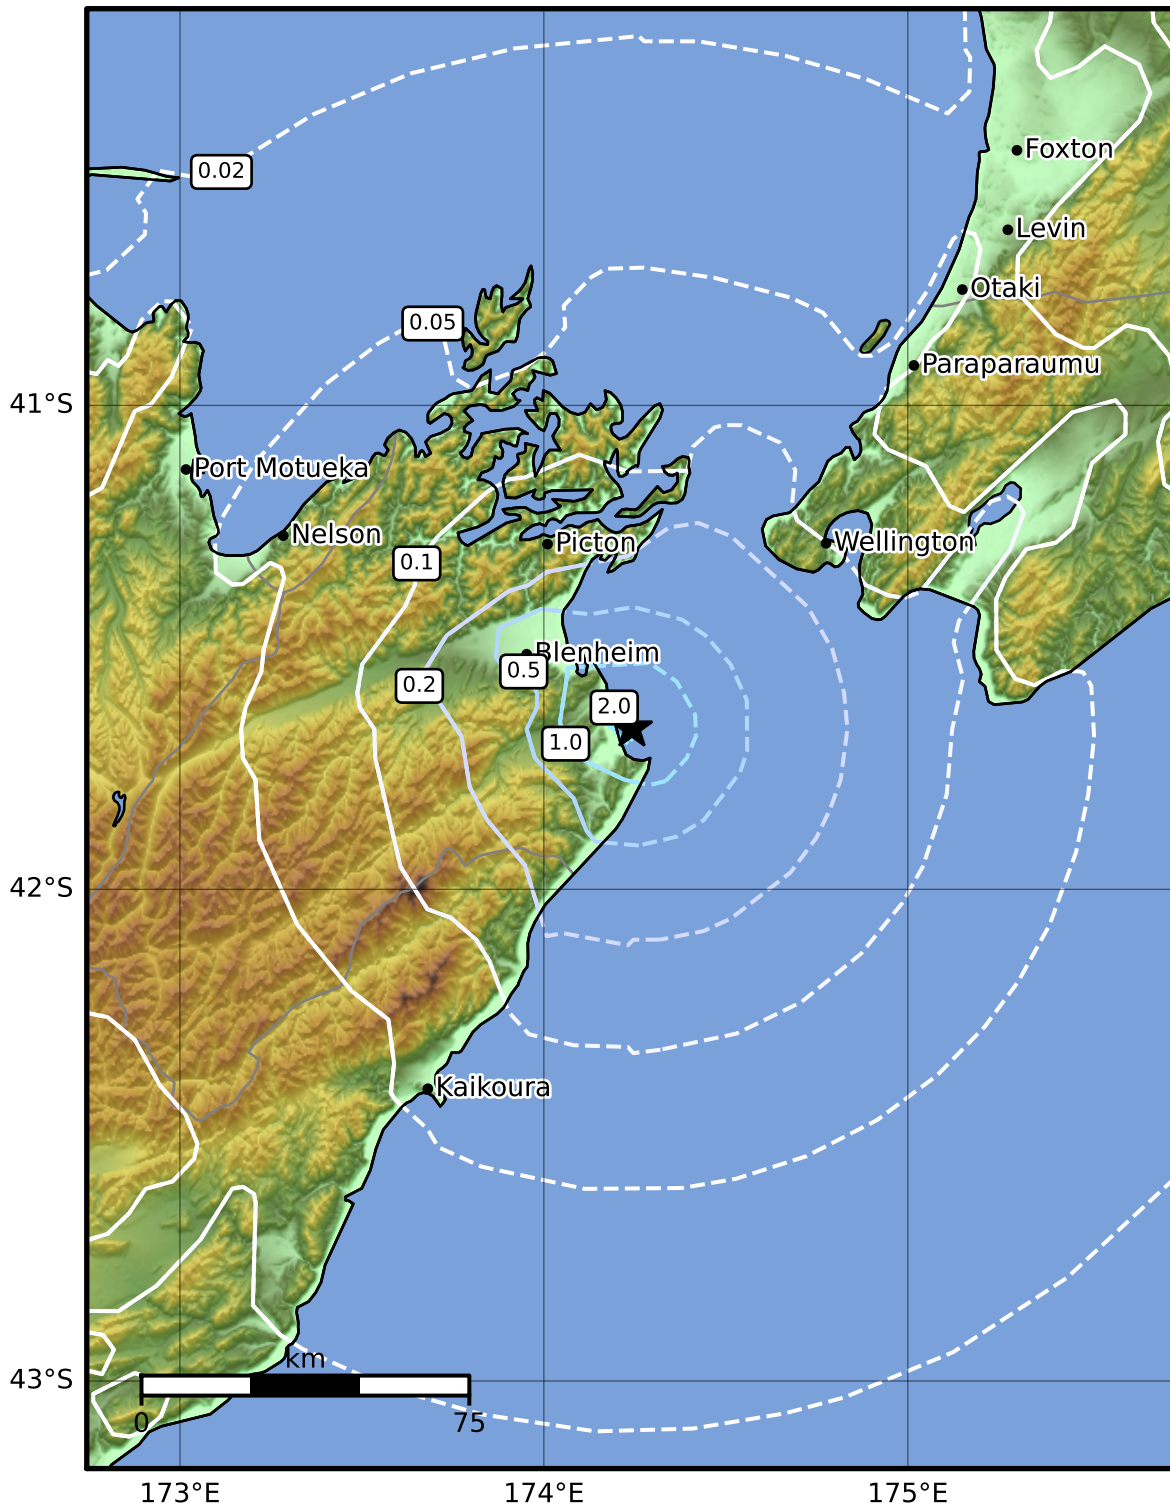 Foxton
0.02
Levin
Otaki
0.05
Paraparaumu
41°S
Port Motueka
Nelson
Picton
Wellington
0.1
Blenheim
0.5
0.2
2.0
1.0
42°S
Kaikoura
km
43°S
0
75
173°E
174°E
175°E